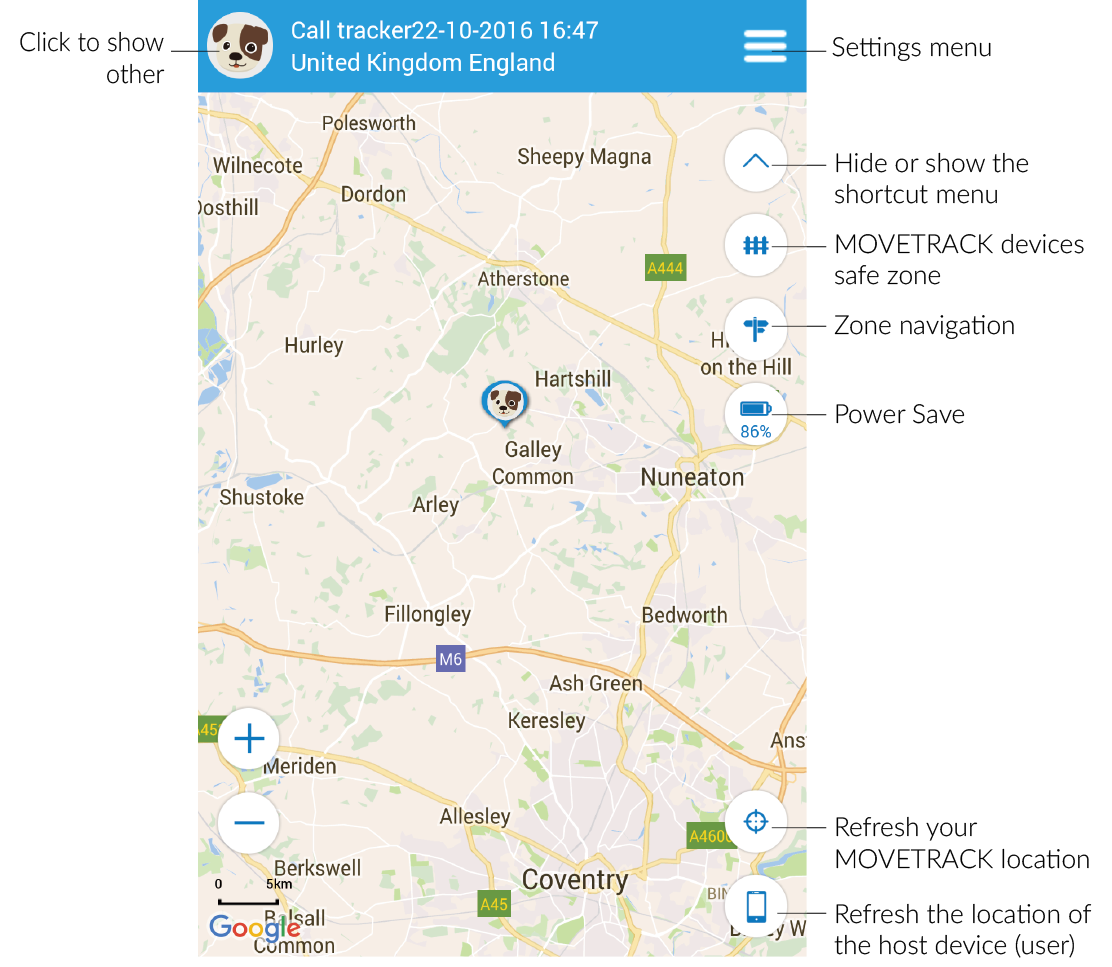 Click to show
other
Call tracker22-10-2016 16:47
United Kingdom England
Settings menu
Polesworth
Sheepy Magna
Wilnecote
Hide or show the
shortcut menu
Dordon
Dosthill
MOVETRACK devices
safe zone
A444
Atherstone
Zone navigation
Hurley
on the Hill
Hartshill
Power Save
86%
Galley
Common
Nuneaton
Shustoke
Arley
Fillongley
Bedworth
M6
Ash Green
Keresley
A45
Ans
Meriden
Allesley
A460
Refresh your
MOVETRACK location
Berkswell
Coventry
0 5km
BIN
A45
Refresh the location of
the host device (user)
Google
Balsall
Common